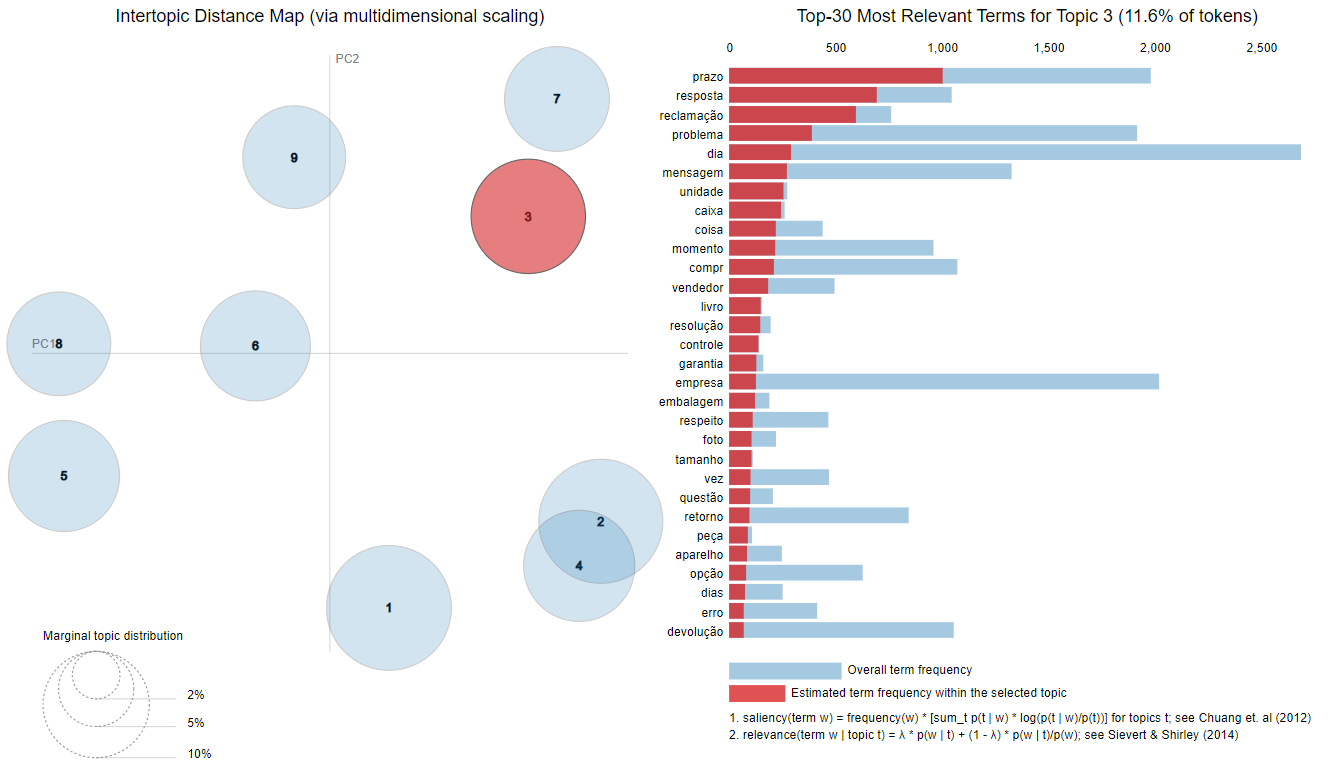 Intertopic Distance Map (via multidimensional scaling)
PC2
PC1
7
9
3
8
6
5
2
4
1
Marginal topic distribution
2%
5%
10%
Top-30 Most Relevant Terms for Topic 3 (11.6% of tokens)
0 500 1,000 1,500 2,000 2,500
prazo
resposta
reclamação
problema
dia
mensagem
unidade
caixa
coisa
momento
compr
vendedor
livro
resolução
controle
garantia
empresa
embalagem
respeito
foto
tamanho
vez
questão
retorno
peça
aparelho
opção
dias
erro
devolução
Overall term frequency
Estimated term frequency within the selected topic
1. saliency(term w) = frequency(w) * [sum_t p(t | w) * log(p(t | w)/p(t))] for topics t; see Chuang et. al (2012)
2. relevance(term w | topic t) = λ * p(w | t) + (1 - λ) * p(w | t)/p(w); see Sievert & Shirley (2014)